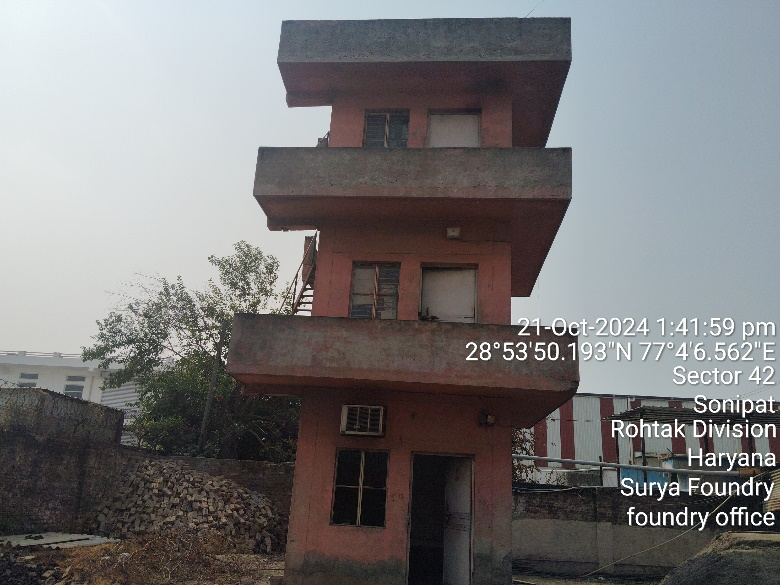 21-Oct-2024 1:41:59 pm
28°53'50.193"N 77°4'6.562"E
Sector 42
Sonipat
Rohtak Division
Haryana
Surya Foundry
foundry office